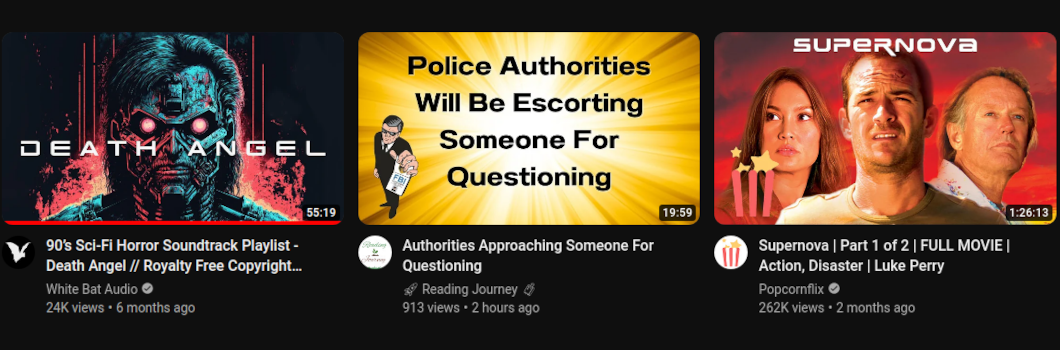 DEATH ANGEL
55:19
90's Sci-Fi Horror Soundtrack Playlist -
Death Angel // Royalty Free Copyright...
White Bat Audio
24K views • 6 months ago
Police Authorities
Will Be Escorting
Someone For
Questioning
FBI
19:59
Reading
Journey
Authorities Approaching Someone For
Questioning
🚀 Reading Journey 🚀
913 views • 2 hours ago
SUPERNOVA
1:26:13
Supernova | Part 1 of 2 | FULL MOVIE |
Action, Disaster | Luke Perry
Popcornflix
262K views • 2 months ago